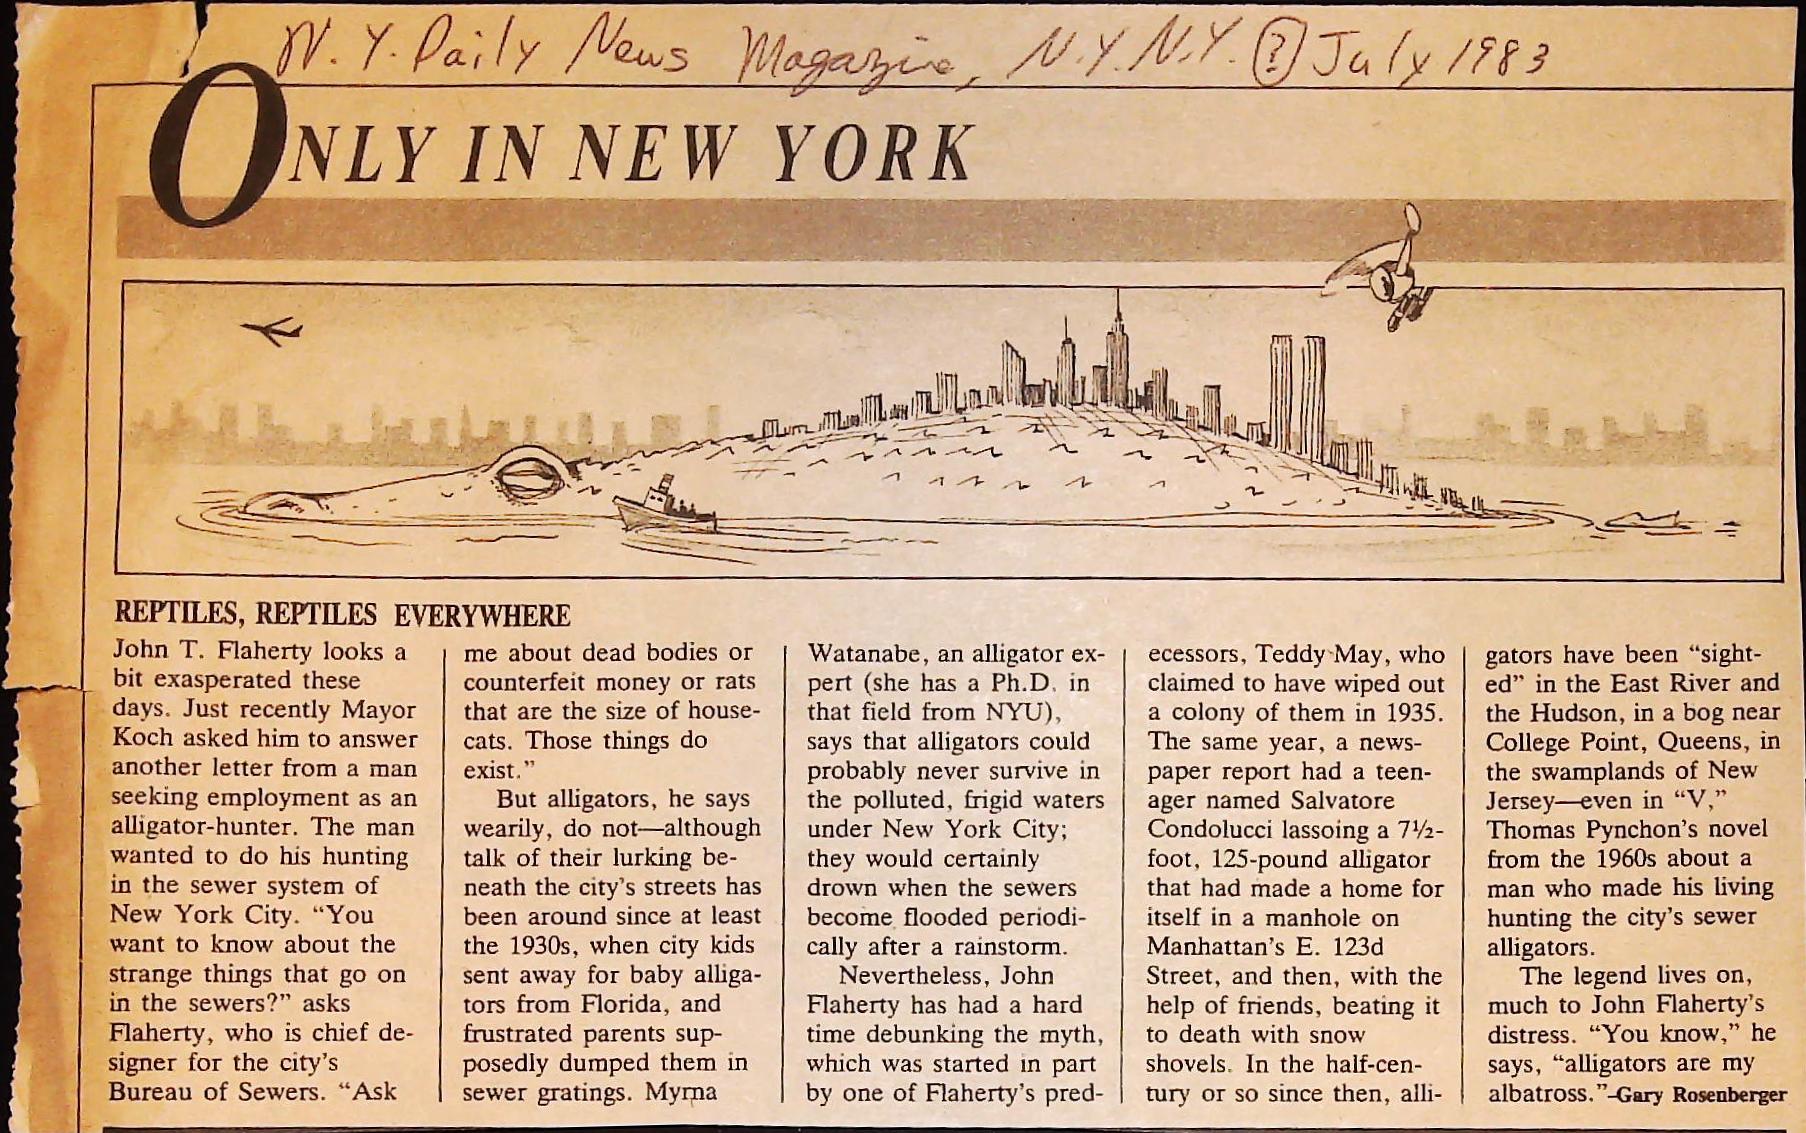 N.Y. Daily News Magazine, N.Y. N.Y. ? July 1983
ONLY IN NEW YORK
REPTILES, REPTILES EVERYWHERE
John T. Flaherty looks a
bit exasperated these
days. Just recently Mayor
Koch asked him to answer
another letter from a man
seeking employment as an
alligator-hunter. The man
wanted to do his hunting
in the sewer system of
New York City. “You
want to know about the
strange things that go on
in the sewers?” asks
Flaherty, who is chief de-
signer for the city’s
Bureau of Sewers. “Ask
me about dead bodies or
counterfeit money or rats
that are the size of house-
cats. Those things do
exist.”
But alligators, he says
wearily, do not—although
talk of their lurking be-
neath the city’s streets has
been around since at least
the 1930s, when city kids
sent away for baby alliga-
tors from Florida, and
frustrated parents sup-
posedly dumped them in
sewer gratings. Myrna
Watanabe, an alligator ex-
pert (she has a Ph.D. in
that field from NYU),
says that alligators could
probably never survive in
the polluted, frigid waters
under New York City;
they would certainly
drown when the sewers
become flooded periodi-
cally after a rainstorm.
Nevertheless, John
Flaherty has had a hard
time debunking the myth,
which was started in part
by one of Flaherty’s pred-
ecessors, Teddy May, who
claimed to have wiped out
a colony of them in 1935.
The same year, a news-
paper report had a teen-
ager named Salvatore
Condolucci lassoing a 7½-
foot, 125-pound alligator
that had made a home for
itself in a manhole on
Manhattan’s E. 123d
Street, and then, with the
help of friends, beating it
to death with snow
shovels. In the half-cen-
tury or so since then, alli-
gators have been “sight-
ed” in the East River and
the Hudson, in a bog near
College Point, Queens, in
the swamplands of New
Jersey—even in “V,”
Thomas Pynchon’s novel
from the 1960s about a
man who made his living
hunting the city’s sewer
alligators.
The legend lives on,
much to John Flaherty’s
distress. “You know,” he
says, “alligators are my
albatross.”–Gary Rosenberger